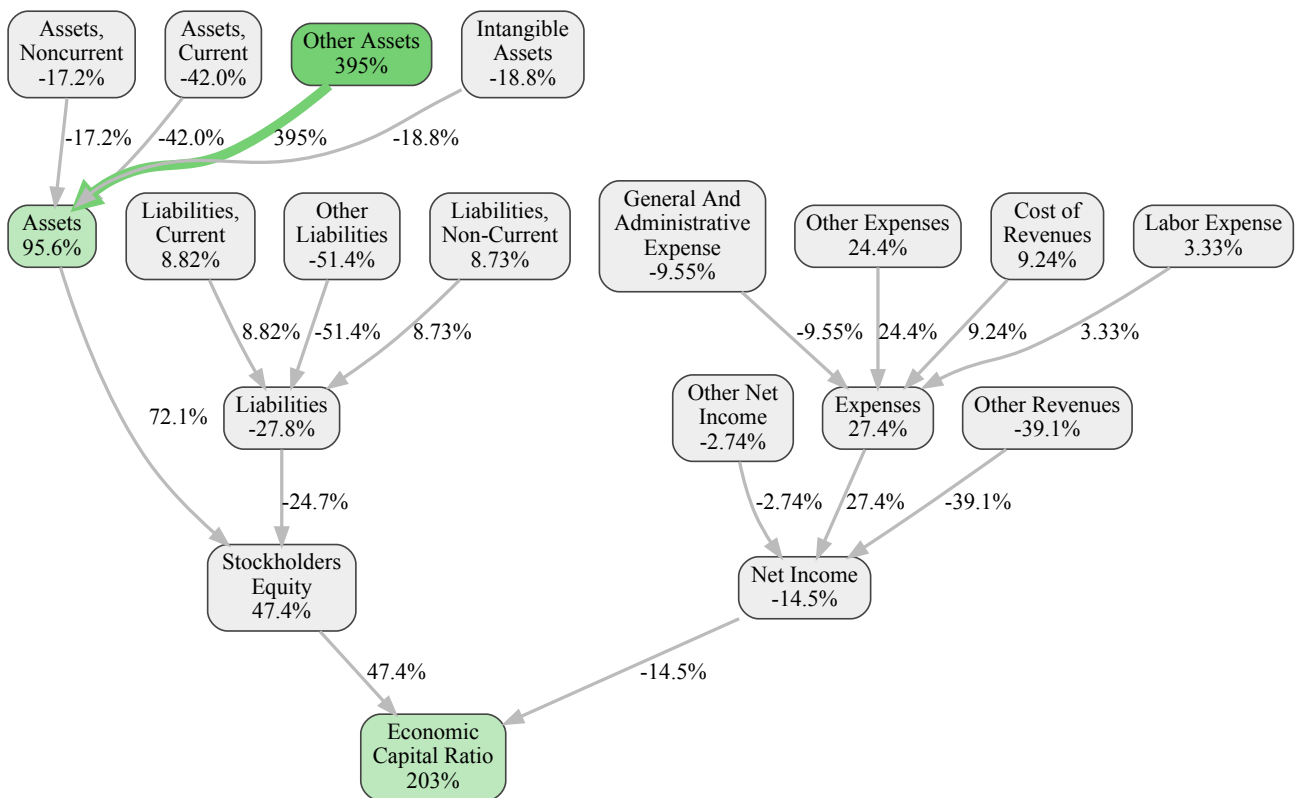 Assets,
Noncurrent
-17.2%
Assets,
Current
-42.0%
Other Assets
395%
Intangible
Assets
-18.8%
-17.2%
-42.0%
395%
-18.8%
Assets
95.6%
Liabilities,
Current
8.82%
Other
Liabilities
-51.4%
Liabilities,
Non-Current
8.73%
General And
Administrative
Expense
-9.55%
Other Expenses
24.4%
Cost of
Revenues
9.24%
Labor Expense
3.33%
8.82%
-51.4%
8.73%
-9.55%
24.4%
9.24%
3.33%
72.1%
Liabilities
-27.8%
Other Net
Income
-2.74%
Expenses
27.4%
Other Revenues
-39.1%
-24.7%
-2.74%
27.4%
-39.1%
Stockholders
Equity
47.4%
Net Income
-14.5%
47.4%
-14.5%
Economic
Capital Ratio
203%